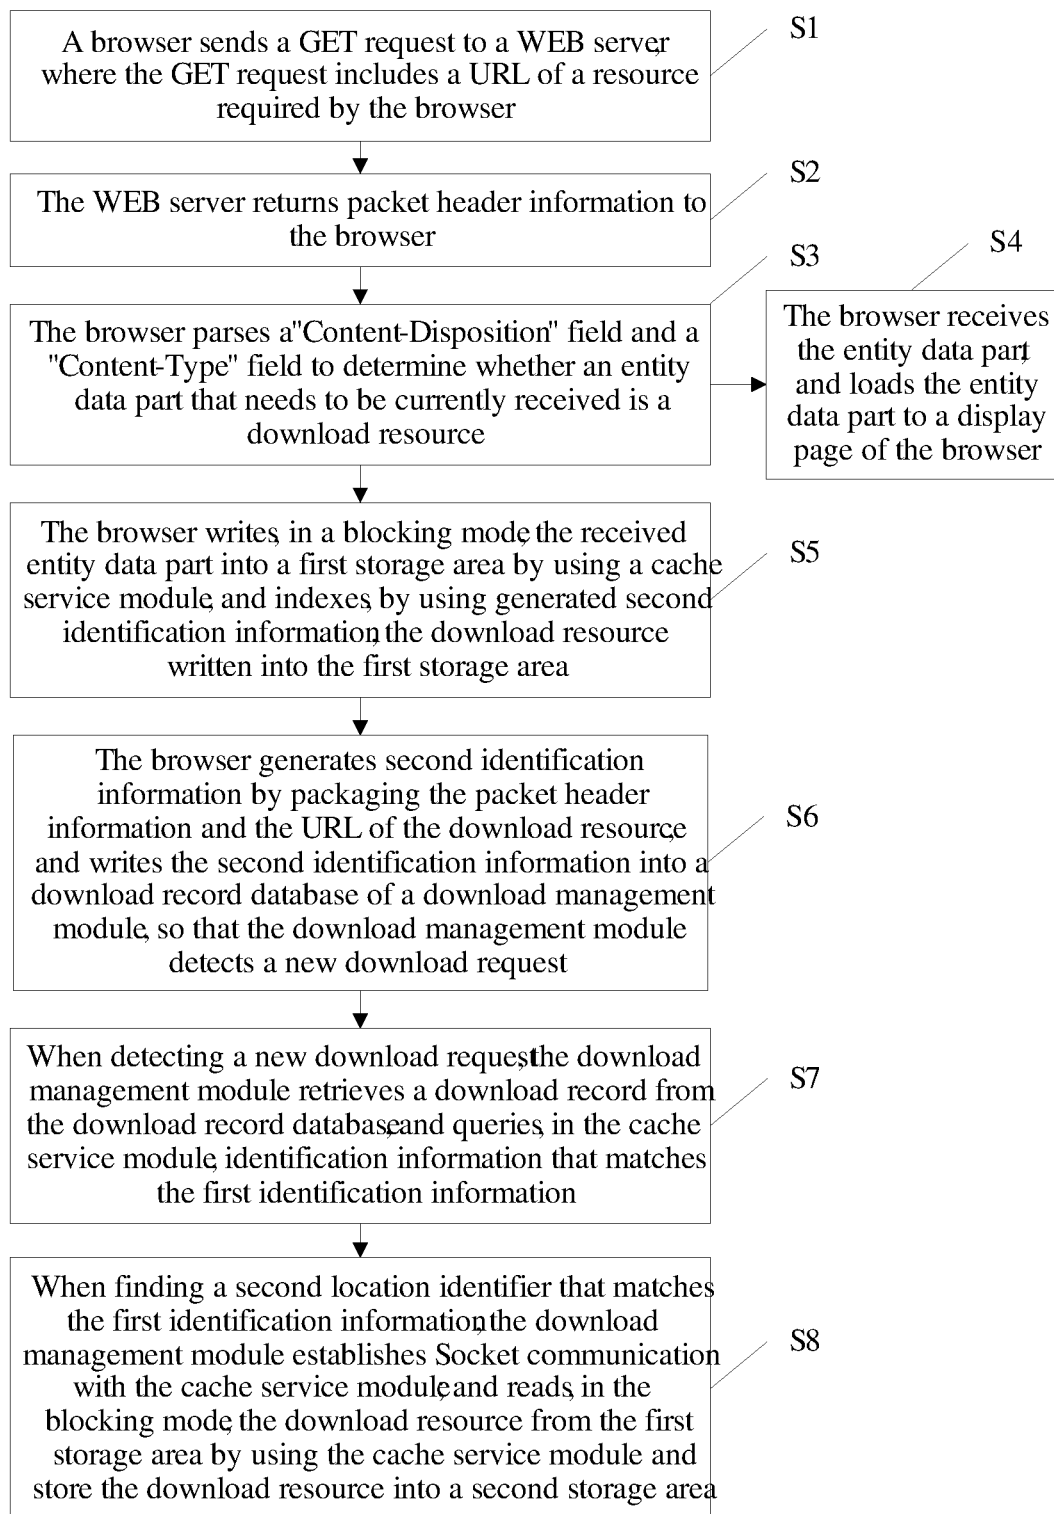 A browser sends a GET request to a WEB server,
where the GET request includes a URL of a resource
required by the browser
S1
The WEB server returns packet header information to
the browser
S2
The browser parses a "Content-Disposition" field and a
"Content-Type" field to determine whether an entity
data part that needs to be currently received is a
download resource
S3
The browser receives
the entity data part,
and loads the entity
data part to a display
page of the browser
S4
The browser writes, in a blocking mode, the received
entity data part into a first storage area by using a cache
service module, and indexes, by using generated second
identification information, the download resource
written into the first storage area
S5
The browser generates second identification
information by packaging the packet header
information and the URL of the download resource,
and writes the second identification information into a
download record database of a download management
module, so that the download management module
detects a new download request
S6
When detecting a new download request, the download
management module retrieves a download record from
the download record database, and queries, in the cache
service module, identification information that matches
the first identification information
S7
When finding a second location identifier that matches
the first identification information, the download
management module establishes Socket communication
with the cache service module, and reads, in the
blocking mode, the download resource from the first
storage area by using the cache service module and
store the download resource into a second storage area
S8